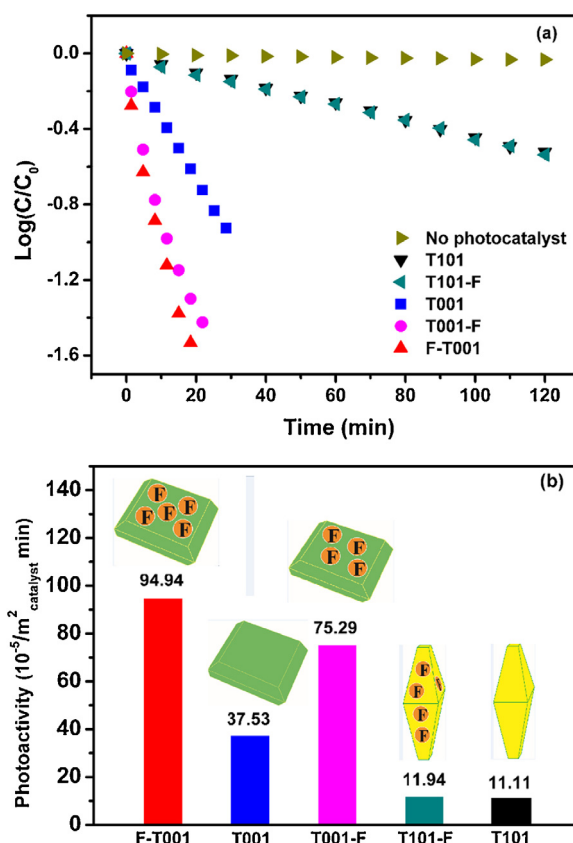 (a)
0.0
-0.4
-0.8
-1.2
-1.6
Log(C/C0)
No photocatalyst
T101
T101-F
T001
T001-F
F-T001
0 20 40 60 80 100 120
Time (min)
(b)
140
120
100
80
60
40
20
0
Photoactivity (10⁻⁵/m²catalyst min)
F F F F F
F F F F
94.94
75.29
37.53
F
F
F
F
11.94
11.11
F-T001 T001 T001-F T101-F T101